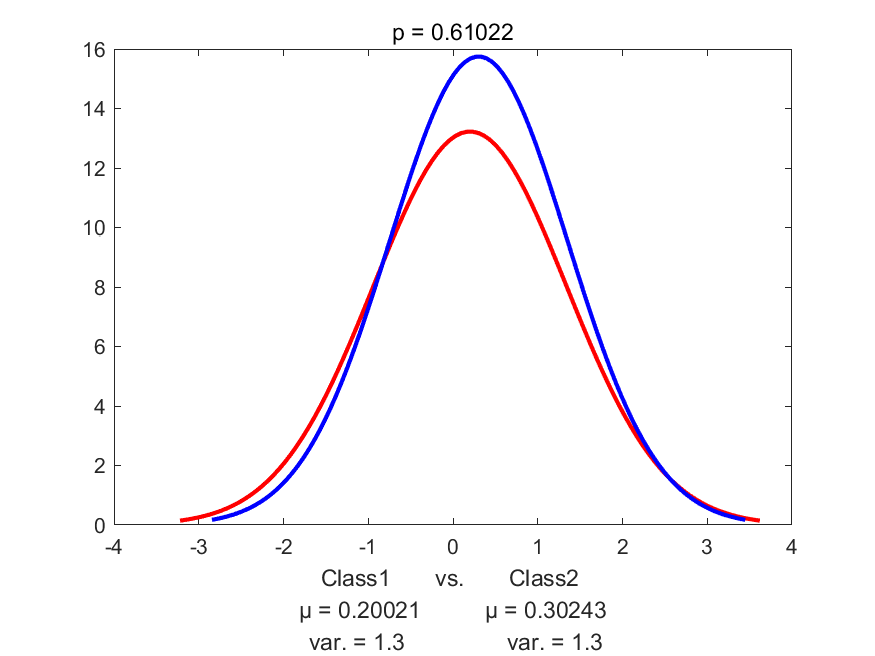 p = 0.61022
16
14
12
10
8
6
4
2
0
-4 -3 -2 -1 0 1 2 3 4
Class1 vs. Class2
μ = 0.20021 μ = 0.30243
var. = 1.3 var. = 1.3